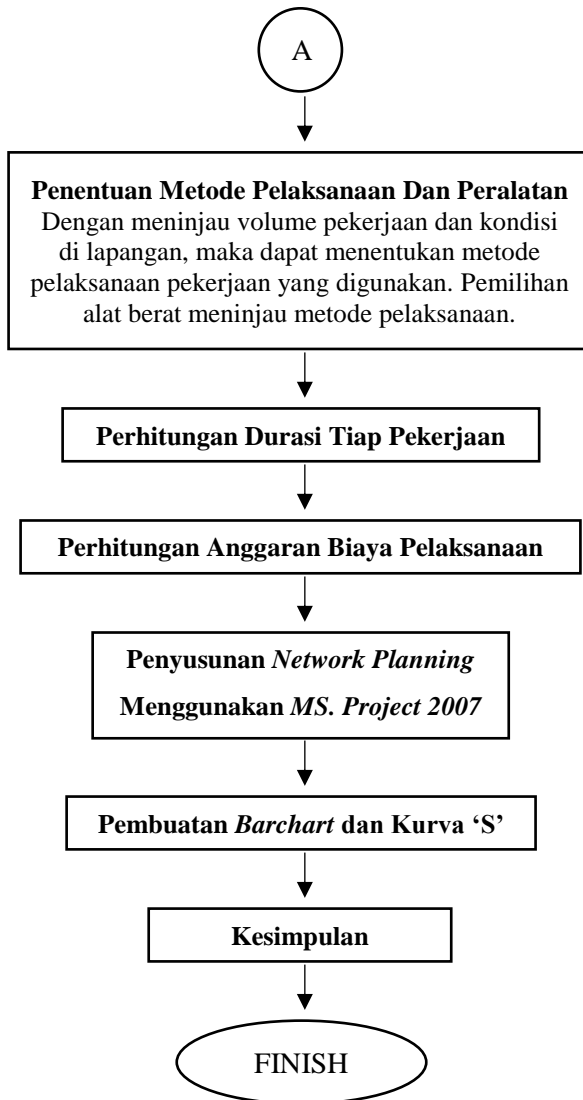 A
Penentuan Metode Pelaksanaan Dan Peralatan
Dengan meninjau volume pekerjaan dan kondisi
di lapangan, maka dapat menentukan metode
pelaksanaan pekerjaan yang digunakan. Pemilihan
alat berat meninjau metode pelaksanaan.
Perhitungan Durasi Tiap Pekerjaan
Perhitungan Anggaran Biaya Pelaksanaan
Penyusunan Network Planning
Menggunakan MS. Project 2007
Pembuatan Barchart dan Kurva ‘S’
Kesimpulan
FINISH